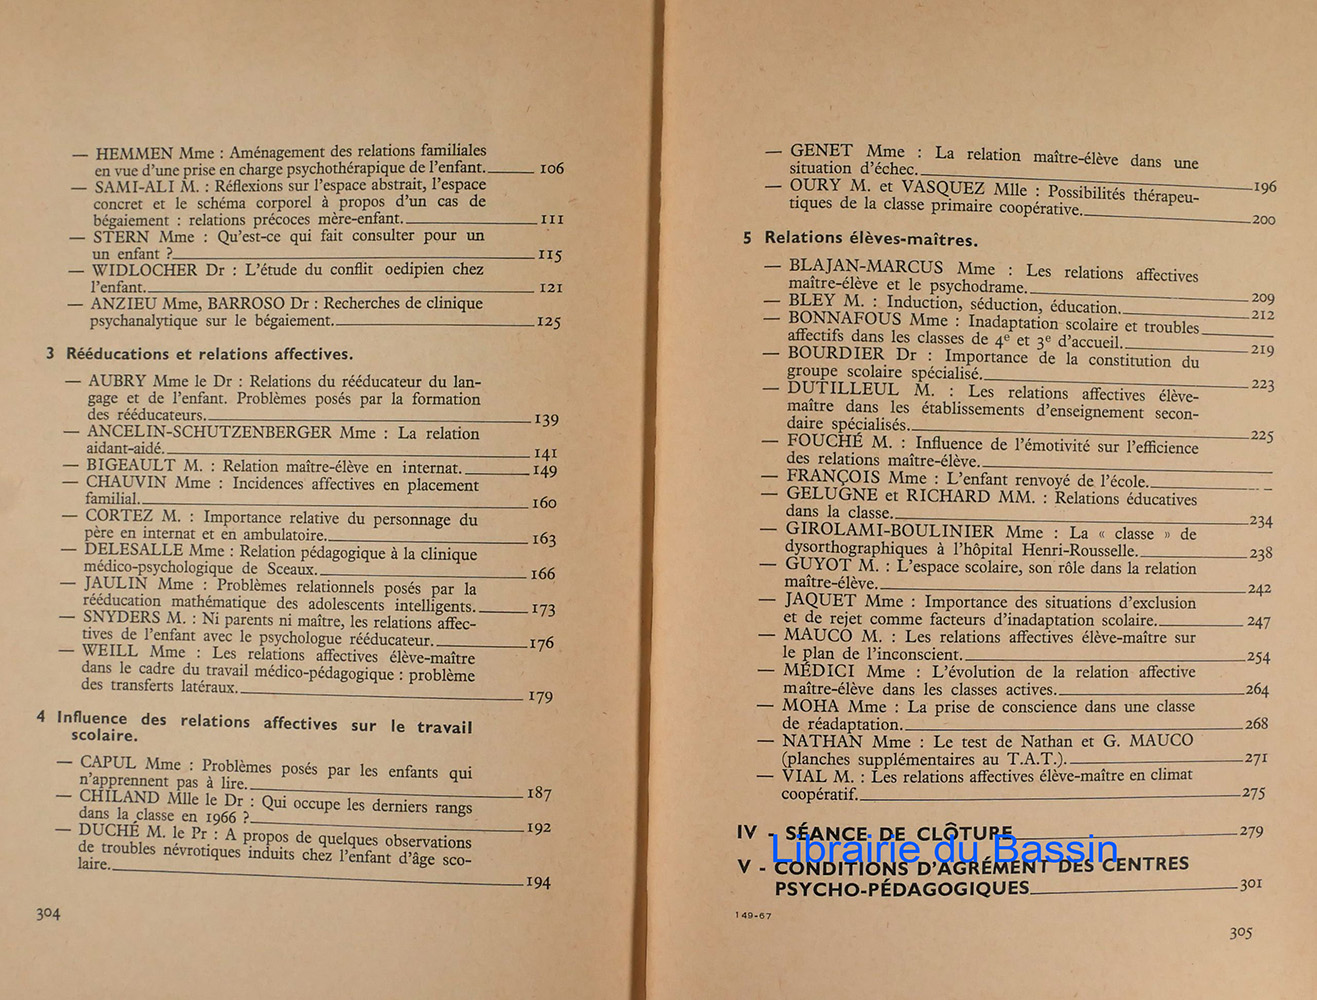 — HEMMEN Mme : Aménagement des relations familiales
en vue d'une prise en charge psychothérapique de l'enfant. 106
— SAMI-ALI M. : Réflexions sur l'espace abstrait, l'espace
concret et le schéma corporel à propos d'un cas de
bégaiement : relations précoces mère-enfant. 111
— STERN Mme : Qu'est-ce qui fait consulter pour un
un enfant ? 115
— WIDLOCHER Dr : L'étude du conflit oedipien chez
l'enfant. 121
— ANZIEU Mme, BARROSO Dr : Recherches de clinique
psychanalytique sur le bégaiement. 125
3 Rééducations et relations affectives.
— AUBRY Mme le Dr : Relations du rééducateur du lan-
gage et de l'enfant. Problèmes posés par la formation
des rééducateurs. 139
— ANCELIN-SCHUTZENBERGER Mme : La relation
aidant-aidé. 141
— BIGEAULT M. : Relation maître-élève en internat. 149
— CHAUVIN Mme : Incidences affectives en placement
familial. 160
— CORTEZ M. : Importance relative du personnage du
père en internat et en ambulatoire. 163
— DELESALLE Mme : Relation pédagogique à la clinique
médico-psychologique de Sceaux. 166
— JAULIN Mme : Problèmes relationnels posés par la
rééducation mathématique des adolescents intelligents. 173
— SNYDERS M. : Ni parents ni maître, les relations affec-
tives de l'enfant avec le psychologue rééducateur. 176
— WEILL Mme : Les relations affectives élève-maître
dans le cadre du travail médico-pédagogique : problème
des transferts latéraux. 179
4 Influence des relations affectives sur le travail
scolaire.
— CAPUL Mme : Problèmes posés par les enfants qui
n'apprennent pas à lire. 187
— CHILAND Mlle le Dr : Qui occupe les derniers rangs
dans la classe en 1966 ? 192
— DUCHÉ M. le Pr : A propos de quelques observations
de troubles névrotiques induits chez l'enfant d'âge sco-
laire. 194
304
— GENET Mme : La relation maître-élève dans une
situation d'échec. 196
— OURY M. et VASQUEZ Mlle : Possibilités thérapeu-
tiques de la classe primaire coopérative. 200
5 Relations élèves-maîtres.
— BLAJAN-MARCUS Mme : Les relations affectives
maître-élève et le psychodrame. 209
— BLEY M. : Induction, séduction, éducation. 212
— BONNAFOUS Mme : Inadaptation scolaire et troubles
affectifs dans les classes de 4e et 3e d'accueil. 219
— BOURDIER Dr : Importance de la constitution du
groupe scolaire spécialisé. 223
— DUTILLEUL M. : Les relations affectives élève-
maître dans les établissements d'enseignement secon-
daire spécialisés. 225
— FOUCHÉ M. : Influence de l'émotivité sur l'efficience
des relations maître-élève.
— FRANÇOIS Mme : L'enfant renvoyé de l'école.
— GELUGNE et RICHARD MM. : Relations éducatives
dans la classe. 234
— GIROLAMI-BOULINIER Mme : La « classe » de
dysorthographiques à l'hôpital Henri-Rousselle. 238
— GUYOT M. : L'espace scolaire, son rôle dans la relation
maître-élève. 242
— JAQUET Mme : Importance des situations d'exclusion
et de rejet comme facteurs d'inadaptation scolaire. 247
— MAUCO M. : Les relations affectives élève-maître sur
le plan de l'inconscient. 254
— MÉDICI Mme : L'évolution de la relation affective
maître-élève dans les classes actives. 264
— MOHA Mme : La prise de conscience dans une classe
de réadaptation. 268
— NATHAN Mme : Le test de Nathan et G. MAUCO
(planches supplémentaires au T.A.T.). 271
— VIAL M. : Les relations affectives élève-maître en climat
coopératif. 275
IV - SÉANCE DE CLÔTURE 279
Librairie du Bassin
V - CONDITIONS D'AGRÉMENT DES CENTRES
PSYCHO-PÉDAGOGIQUES 301
149-67
305